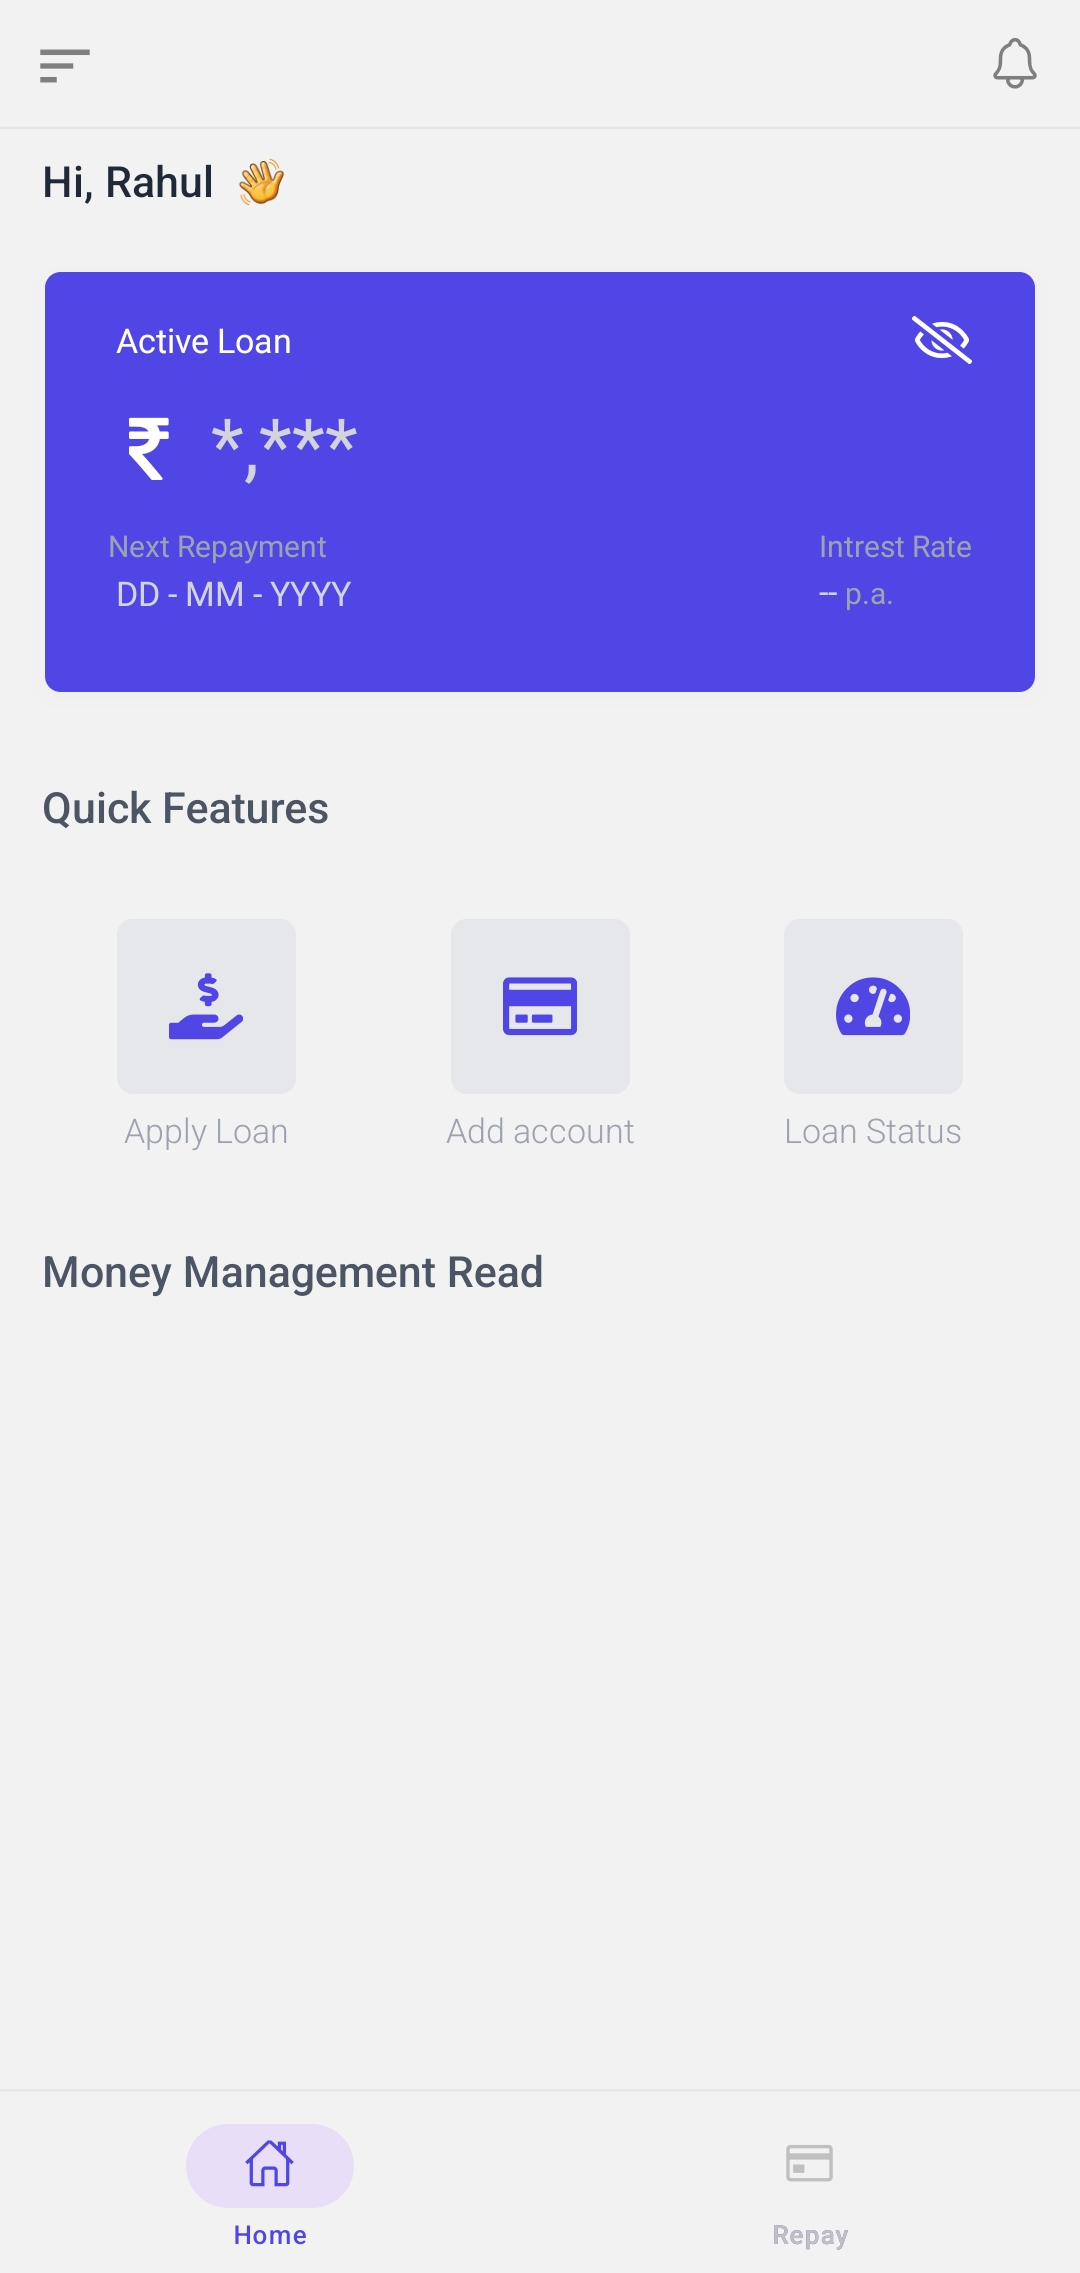 Hi, Rahul 👋
Active Loan
₹ *,***
Next Repayment Intrest Rate
DD - MM - YYYY -- p.a.
Quick Features
$
Apply Loan Add account Loan Status
Money Management Read
Home Repay